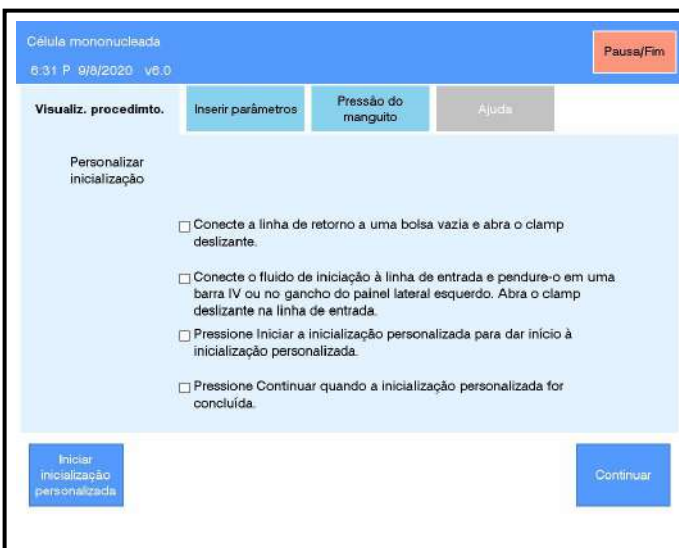 Célula mononucleada
Pausa/Fim
6:31 P 9/8/2020 v6.0
Visualiz. procedimto.
Inserir parâmetros
Pressão do
manguito
Ajuda
Personalizar
inicialização
Conecte a linha de retorno a uma bolsa vazia e abra o clamp
deslizante.
Conecte o fluido de iniciação à linha de entrada e pendure-o em uma
barra IV ou no gancho do painel lateral esquerdo. Abra o clamp
deslizante na linha de entrada.
Pressione Iniciar a inicialização personalizada para dar início à
inicialização personalizada.
Pressione Continuar quando a inicialização personalizada for
concluída.
Iniciar
inicialização
personalizada
Continuar